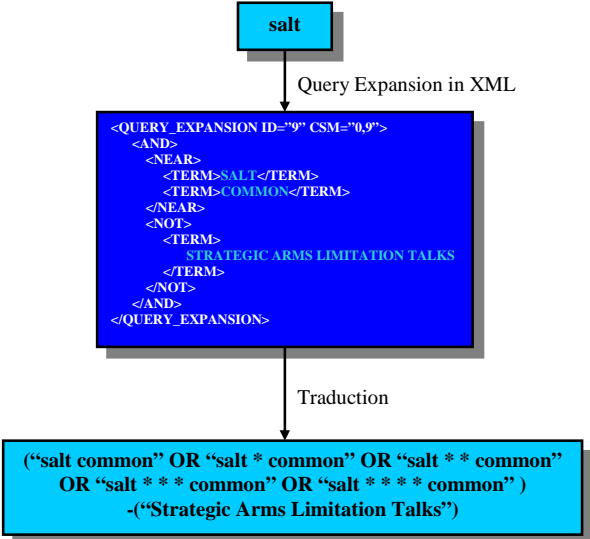 salt
Query Expansion in XML
<QUERY_EXPANSION ID=”9” CSM=”0,9”>
<AND>
<NEAR>
<TERM>SALT</TERM>
<TERM>COMMON</TERM>
</NEAR>
<NOT>
<TERM>
STRATEGIC ARMS LIMITATION TALKS
</TERM>
</NOT>
</AND>
</QUERY_EXPANSION>
Traduction
(“salt common” OR “salt * common” OR “salt * * common”
OR “salt * * * common” OR “salt * * * * common” )
-(“Strategic Arms Limitation Talks”)